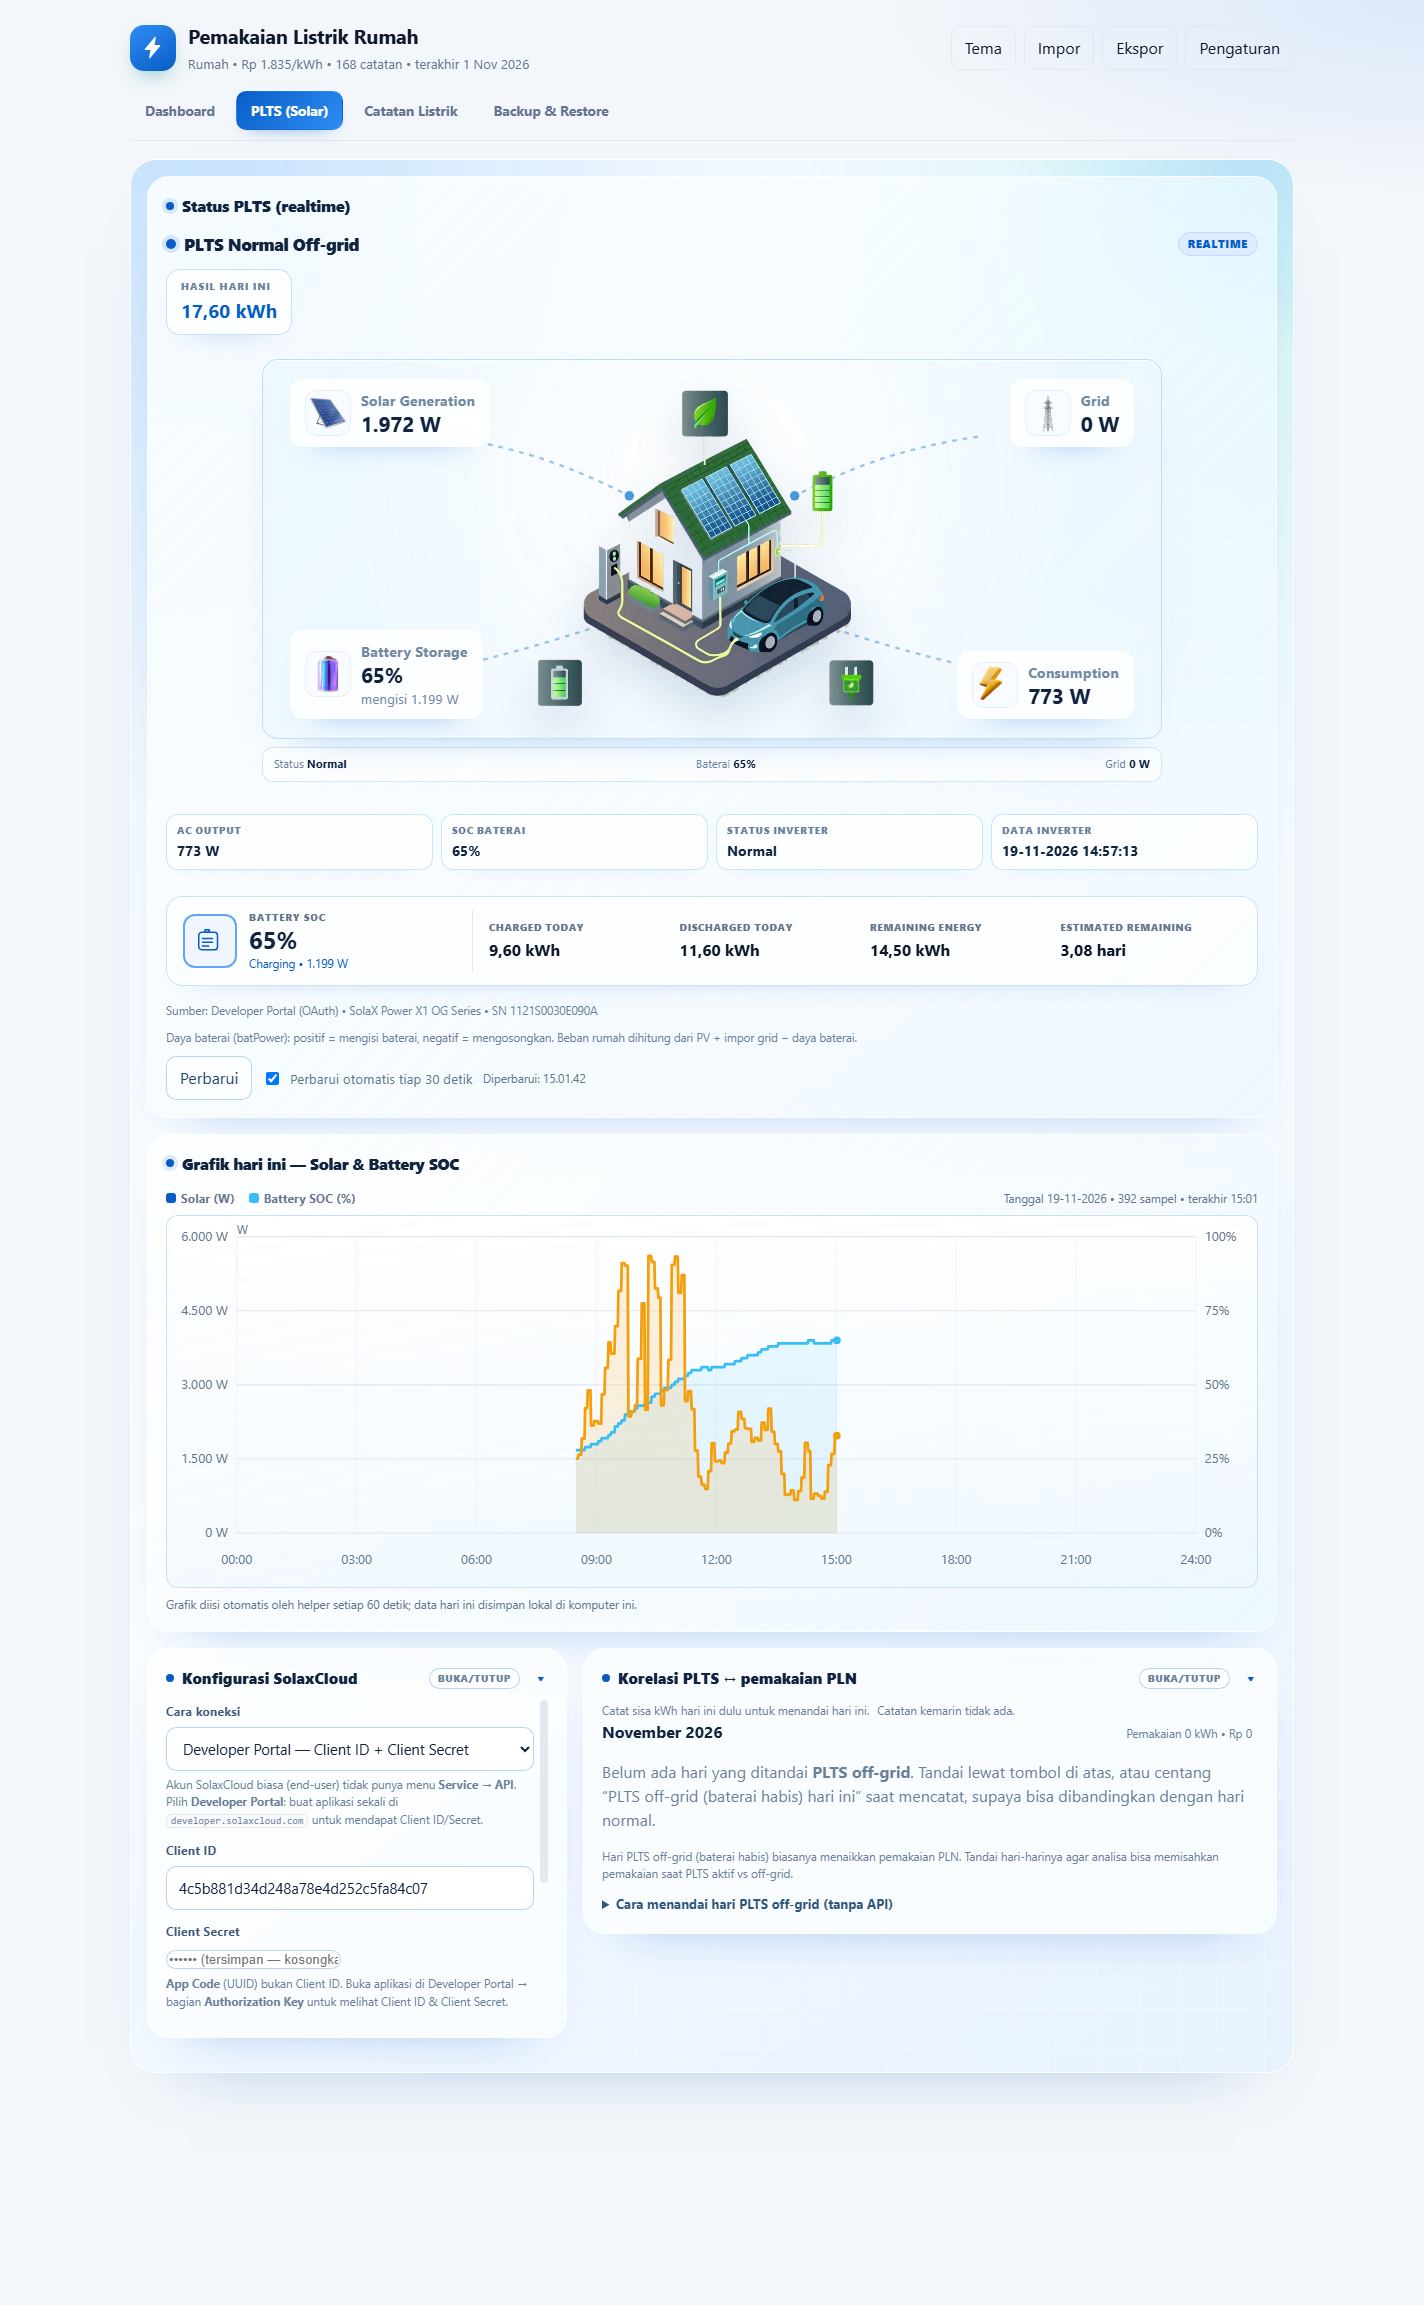 Pemakaian Listrik Rumah
Rumah • Rp 1.835/kWh • 168 catatan • terakhir 1 Nov 2026
Tema
Impor
Ekspor
Pengaturan
Dashboard
PLTS (Solar)
Catatan Listrik
Backup & Restore
Status PLTS (realtime)
PLTS Normal Off-grid
REALTIME
HASIL HARI INI
17,60 kWh
Solar Generation
1.972 W
Grid
0 W
Battery Storage
65%
mengisi 1.199 W
Consumption
773 W
Status Normal
Baterai 65%
Grid 0 W
AC OUTPUT
773 W
SOC BATERAI
65%
STATUS INVERTER
Normal
DATA INVERTER
19-11-2026 14:57:13
BATTERY SOC
65%
Charging • 1.199 W
CHARGED TODAY
9,60 kWh
DISCHARGED TODAY
11,60 kWh
REMAINING ENERGY
14,50 kWh
ESTIMATED REMAINING
3,08 hari
Sumber: Developer Portal (OAuth) • SolaX Power X1 OG Series • SN 1121S0030E090A
Daya baterai (batPower): positif = mengisi baterai, negatif = mengosongkan. Beban rumah dihitung dari PV + impor grid − daya baterai.
Perbarui
Perbarui otomatis tiap 30 detik
Diperbarui: 15.01.42
Grafik hari ini — Solar & Battery SOC
Solar (W)
Battery SOC (%)
Tanggal 19-11-2026 • 392 sampel • terakhir 15:01
W
6.000 W
4.500 W
3.000 W
1.500 W
0 W
100%
75%
50%
25%
0%
00:00
03:00
06:00
09:00
12:00
15:00
18:00
21:00
24:00
Grafik diisi otomatis oleh helper setiap 60 detik; data hari ini disimpan lokal di komputer ini.
Konfigurasi SolaxCloud
BUKA/TUTUP
Cara koneksi
Developer Portal — Client ID + Client Secret
Akun SolaxCloud biasa (end-user) tidak punya menu Service → API.
Pilih Developer Portal: buat aplikasi sekali di
developer.solaxcloud.com untuk mendapat Client ID/Secret.
Client ID
4c5b881d34d248a78e4d252c5fa84c07
Client Secret
•••••• (tersimpan — kosongka
App Code (UUID) bukan Client ID. Buka aplikasi di Developer Portal →
bagian Authorization Key untuk melihat Client ID & Client Secret.
Korelasi PLTS ↔ pemakaian PLN
BUKA/TUTUP
Catat sisa kWh hari ini dulu untuk menandai hari ini. Catatan kemarin tidak ada.
November 2026
Pemakaian 0 kWh • Rp 0
Belum ada hari yang ditandai PLTS off-grid. Tandai lewat tombol di atas, atau centang
“PLTS off-grid (baterai habis) hari ini” saat mencatat, supaya bisa dibandingkan dengan hari
normal.
Hari PLTS off-grid (baterai habis) biasanya menaikkan pemakaian PLN. Tandai hari-harinya agar analisa bisa memisahkan
pemakaian saat PLTS aktif vs off-grid.
Cara menandai hari PLTS off-grid (tanpa API)